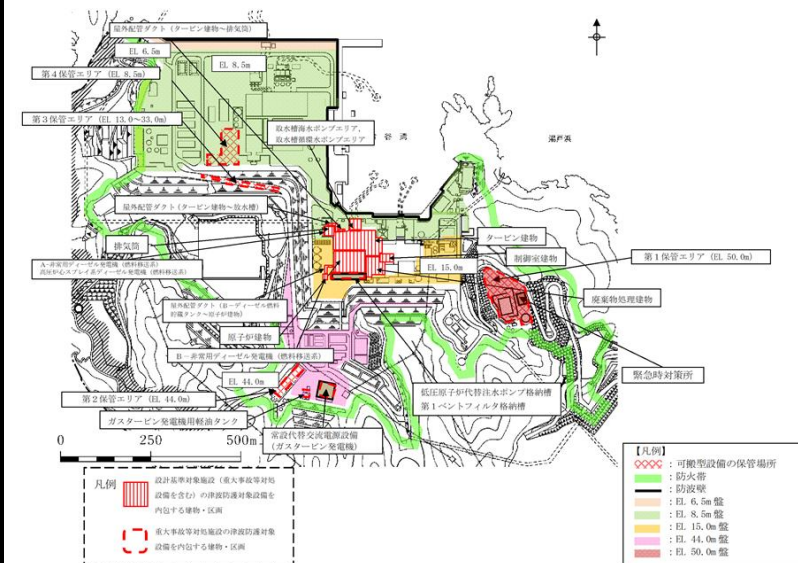 屋外配管ダクト（タービン建物～排気筒）
EL 6.5m
EL 8.5m
第4保管エリア（EL 8.5m）
第3保管エリア（EL 13.0～33.0m）
取水槽海水ポンプエリア、
取水槽循環水ポンプエリア
谷 湾
湯戸浜
屋外配管ダクト（タービン建物～放水槽）
排気筒
A-非常用ディーゼル発電機（燃料移送系）
高圧炉心スプレイ系ディーゼル発電機（燃料移送系）
タービン建物
制御室建物
第1保管エリア（EL 50.0m）
EL 15.0m
廃棄物処理建物
屋外配管ダクト（B-ディーゼル燃料
貯蔵タンク～原子炉建物）
原子炉建物
B-非常用ディーゼル発電機（燃料移送系）
緊急時対策所
EL 44.0m
第2保管エリア（EL 44.0m）
低圧原子炉代替注水ポンプ格納槽
第1ベントフィルタ格納槽
ガスタービン発電機用軽油タンク
常設代替交流電源設備
（ガスタービン発電機）
0 250 500m
凡例
設計基準対象施設（重大事故等対処
設備を含む）の津波防護対象設備を
内包する建物・区画
重大事故等対処施設の津波防護対象
設備を内包する建物・区画
【凡例】
：可搬型設備の保管場所
：防火帯
：防波壁
：EL 6.5m 盤
：EL 8.5m 盤
：EL 15.0m 盤
：EL 44.0m 盤
：EL 50.0m 盤